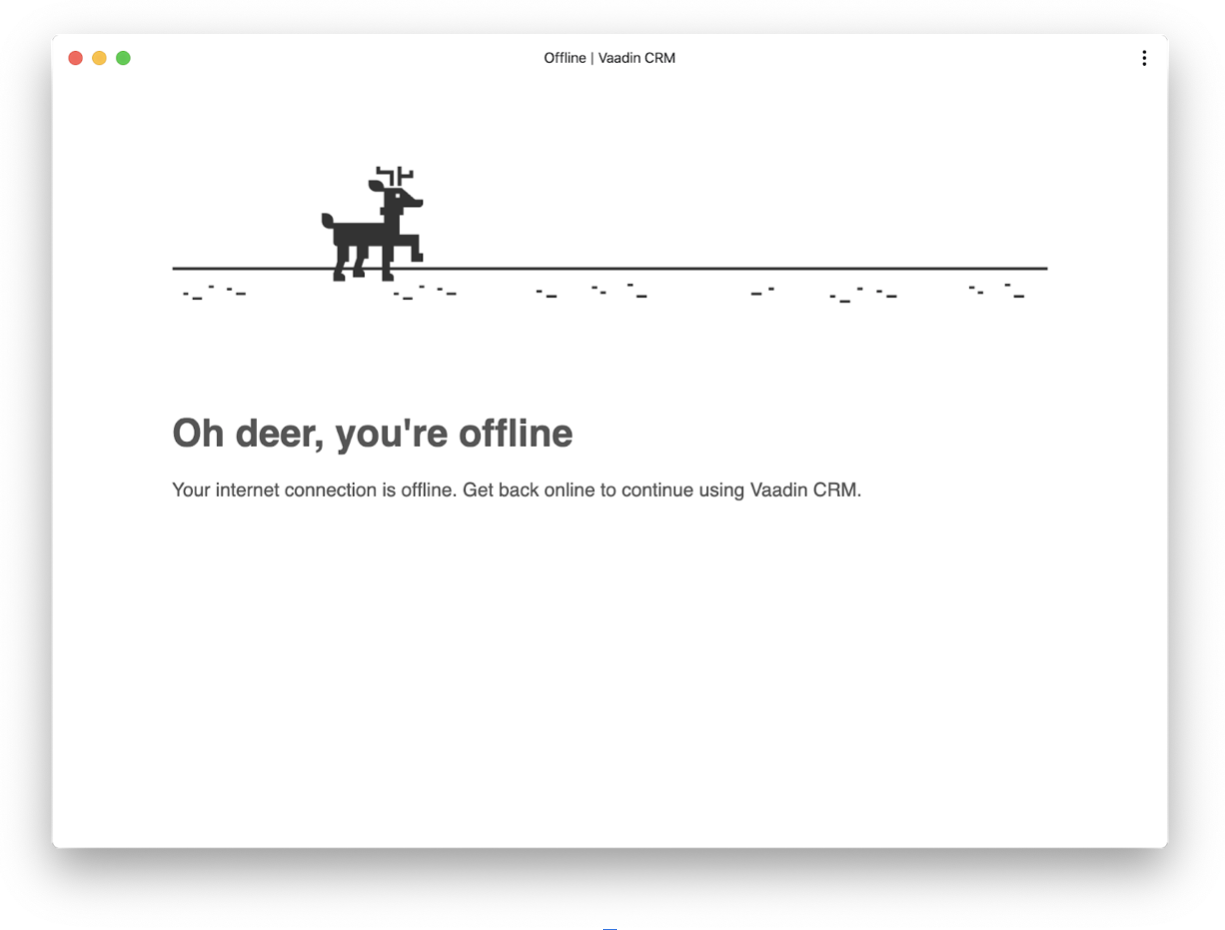 Offline | Vaadin CRM
Oh deer, you're offline
Your internet connection is offline. Get back online to continue using Vaadin CRM.